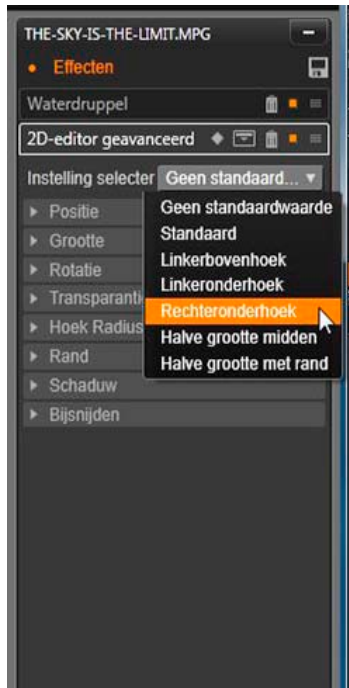 THE-SKY-IS-THE-LIMIT.MPG
Effecten
Waterdruppel
2D-editor geavanceerd
Instelling selecter Geen standaard...
Geen standaardwaarde
Standaard
Linkerbovenhoek
Linkeronderhoek
Rechteronderhoek
Halve grootte midden
Halve grootte met rand
Positie
Grootte
Rotatie
Transparanti
Hoek Radius
Rand
Schaduw
Bijsnijden